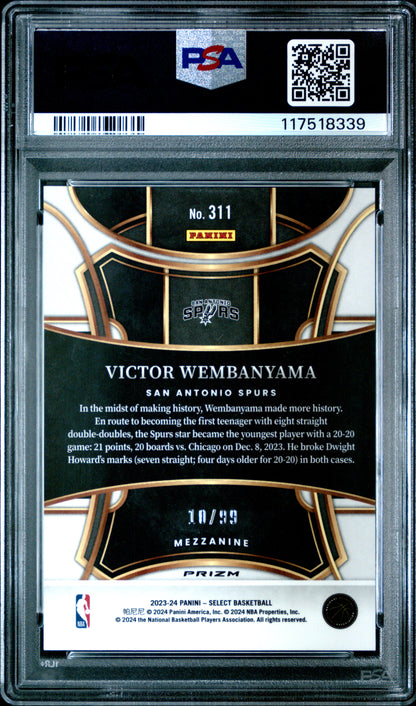 PSA
117518339
No. 311
PANINI
SAN ANTONIO
SPURS
VICTOR WEMBANYAMA
SAN ANTONIO SPURS
In the midst of making history, Wembanyama made more history.
En route to becoming the first teenager with eight straight
double-doubles, the Spurs star became the youngest player with a 20-20
game: 21 points, 20 boards vs. Chicago on Dec. 8, 2023. He broke Dwight
Howard's marks (seven straight; four days older for 20-20) in both cases.
10/99
MEZZANINE
PRIZM
2023-24 PANINI – SELECT BASKETBALL
帕尼尼 © 2024 Panini America, Inc. © 2024 NBA Properties, Inc.
© 2024 the National Basketball Players Association. All rights reserved.
NBA
PSA